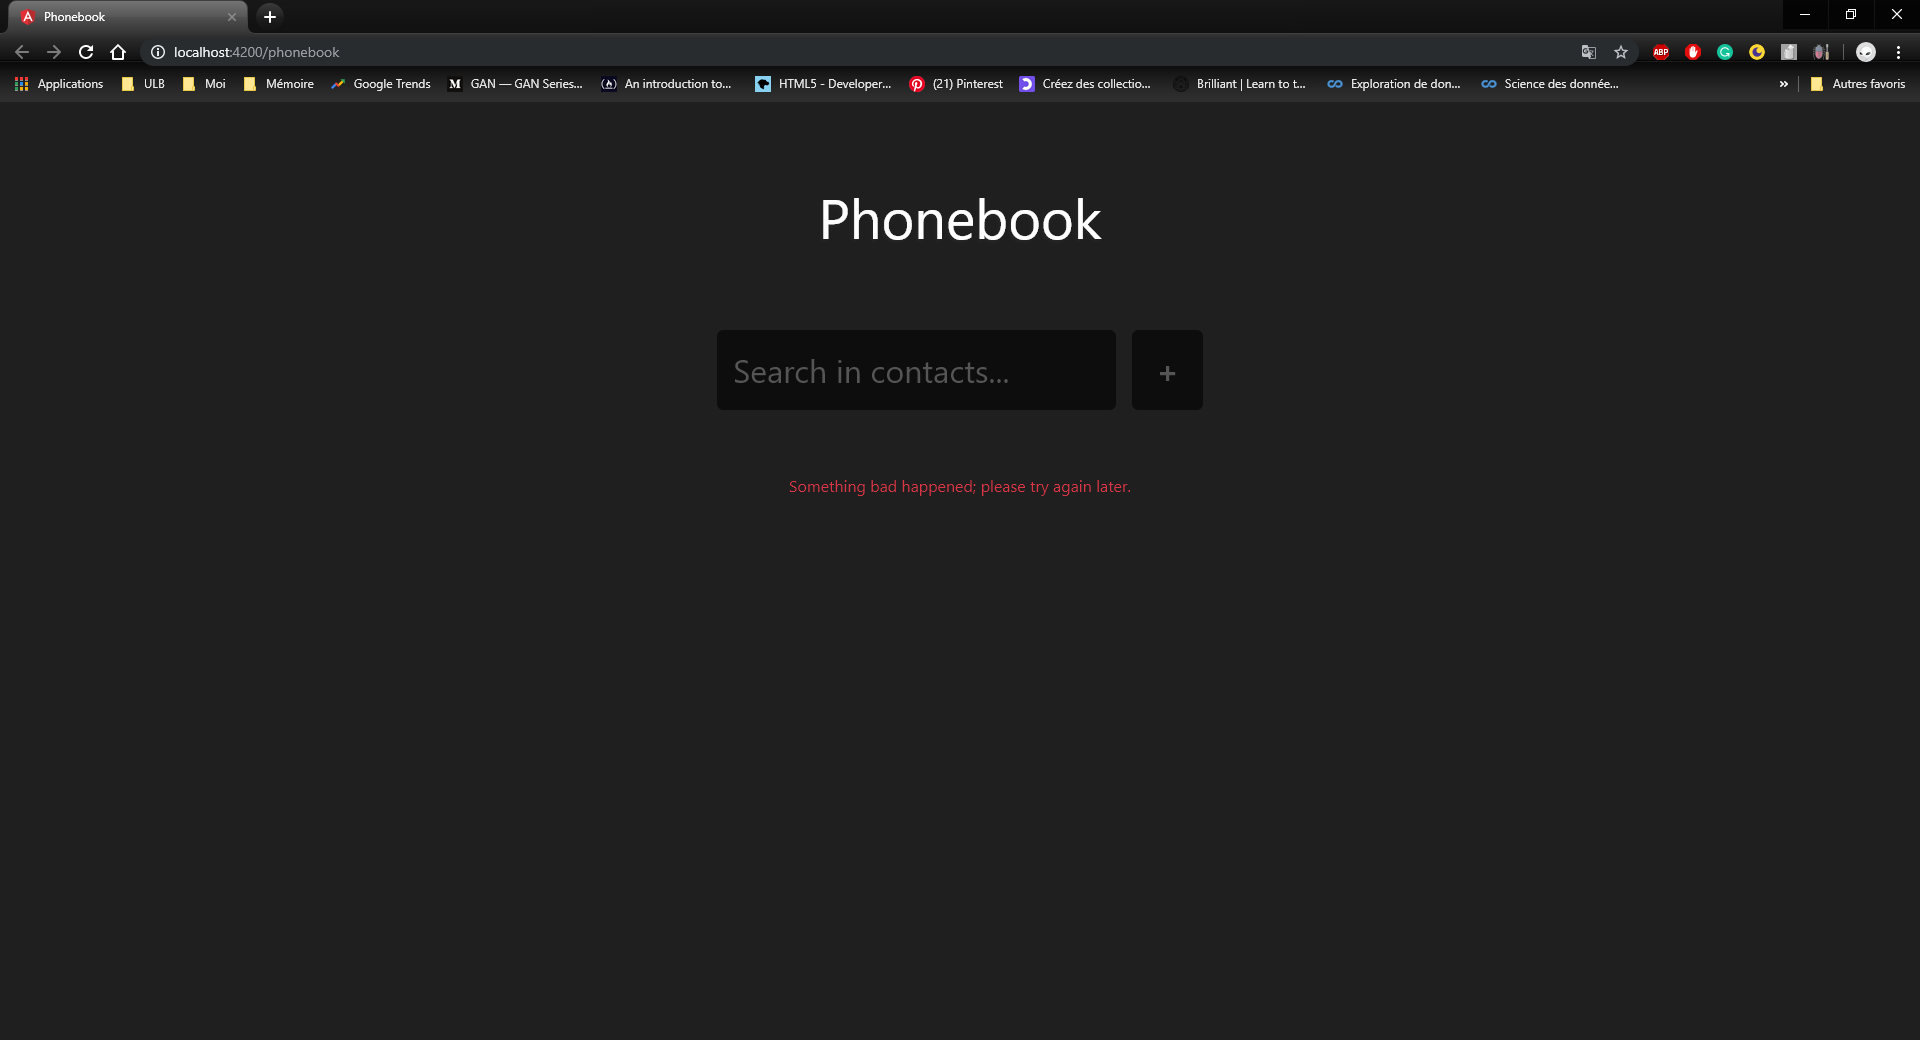 Phonebook
localhost:4200/phonebook
ABP
Applications ULB Moi Mémoire Google Trends M GAN — GAN Series... An introduction to... HTML5 - Developer... (21) Pinterest Créez des collectio... Brilliant | Learn to t... Exploration de don... Science des donnée... » Autres favoris
Phonebook
Search in contacts... +
Something bad happened; please try again later.